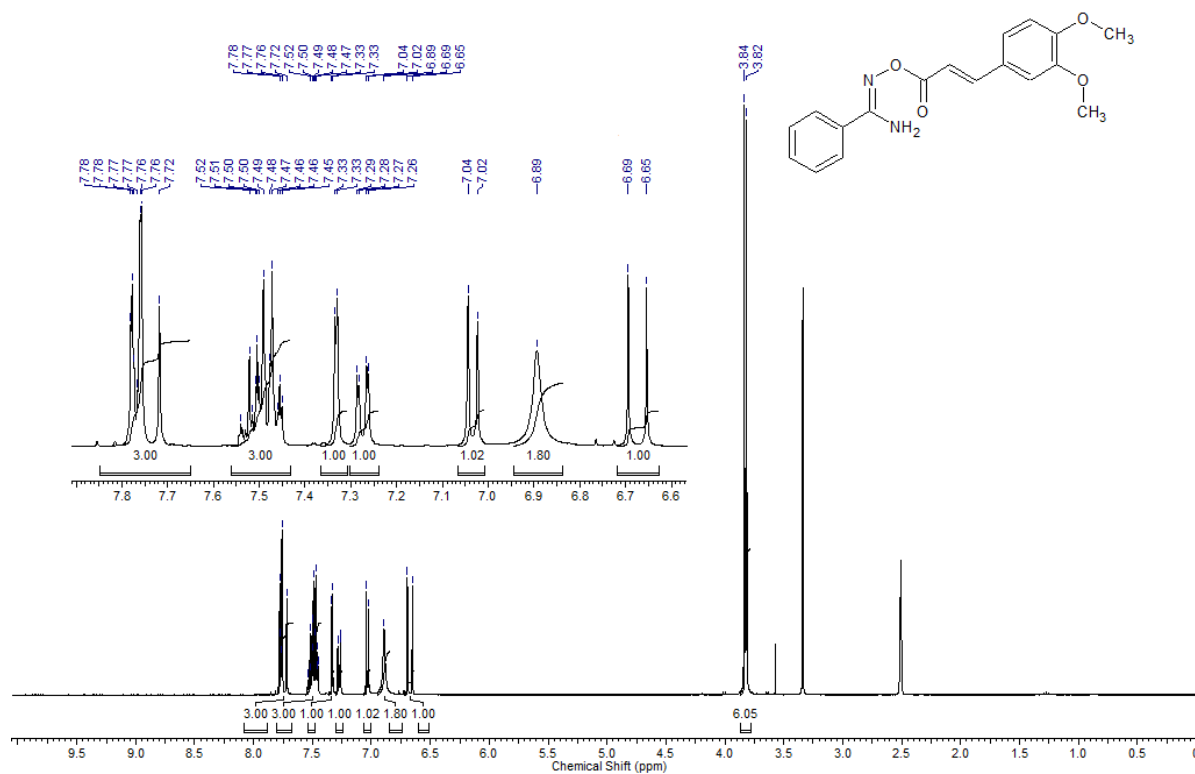 7.78 7.77 7.76 7.72 7.52 7.50 7.49 7.48 7.47 7.33 7.33 7.04 7.02 6.89 6.69 6.65 3.84 3.82
O CH3
N O
O O
NH2 CH3
7.78 7.78 7.77 7.77 7.76 7.76 7.72 7.52 7.51 7.50 7.50 7.49 7.48 7.47 7.46 7.46 7.45 7.33 7.33 7.29 7.28 7.27 7.26 7.04 7.02 6.89 6.69 6.65
3.00 3.00 1.00 1.00 1.02 1.80 1.00
7.8 7.7 7.6 7.5 7.4 7.3 7.2 7.1 7.0 6.9 6.8 6.7 6.6
3.00 3.00 1.00 1.00 1.02 1.80 1.00 6.05
9.5 9.0 8.5 8.0 7.5 7.0 6.5 6.0 5.5 5.0 4.5 4.0 3.5 3.0 2.5 2.0 1.5 1.0 0.5 0
Chemical Shift (ppm)